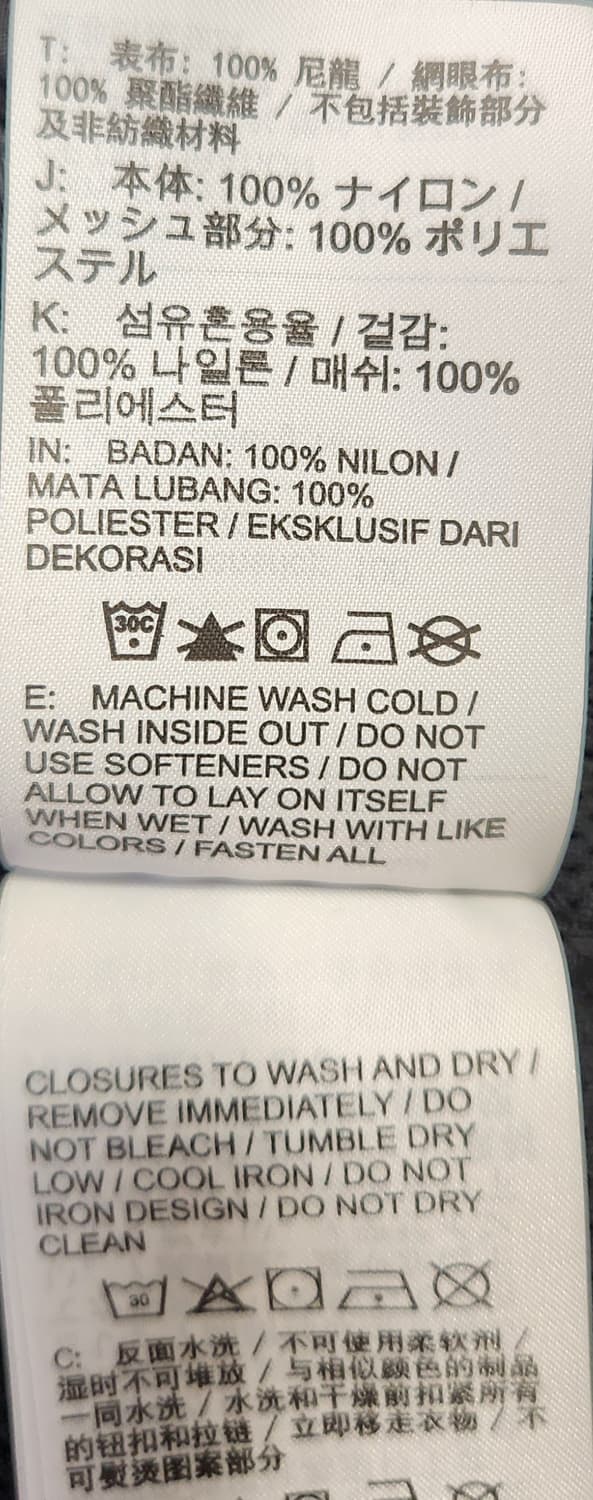 T: 表布: 100% 尼龍 / 網眼布:
100% 聚酯纖維 / 不包括裝飾部分
及非紡織材料
J: 本体: 100% ナイロン /
メッシュ部分: 100% ポリエ
ステル
K: 섬유혼용율 / 겉감:
100% 나일론 / 매쉬: 100%
폴리에스터
IN: BADAN: 100% NILON /
MATA LUBANG: 100%
POLIESTER / EKSKLUSIF DARI
DEKORASI
30C
E: MACHINE WASH COLD /
WASH INSIDE OUT / DO NOT
USE SOFTENERS / DO NOT
ALLOW TO LAY ON ITSELF
WHEN WET / WASH WITH LIKE
COLORS / FASTEN ALL
CLOSURES TO WASH AND DRY /
REMOVE IMMEDIATELY / DO
NOT BLEACH / TUMBLE DRY
LOW / COOL IRON / DO NOT
IRON DESIGN / DO NOT DRY
CLEAN
30
C: 反面水洗 / 不可使用柔软剂 /
湿时不可堆放 / 与相似颜色的制品
一同水洗 / 水洗和干燥前扣紧所有
的钮扣和拉链 / 立即移走衣物 / 不
可熨烫图案部分